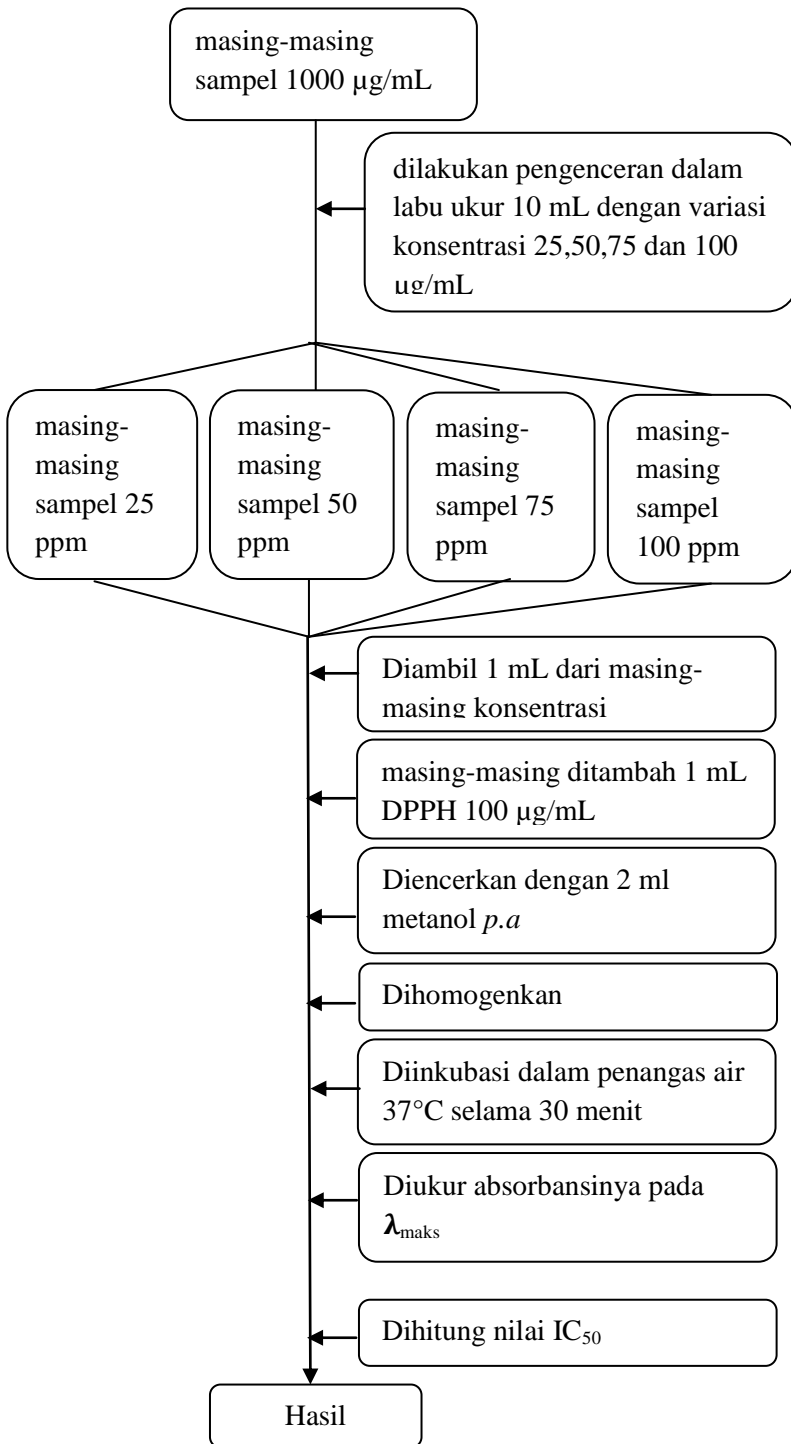 masing-masing
sampel 1000 µg/mL
dilakukan pengenceran dalam
labu ukur 10 mL dengan variasi
konsentrasi 25,50,75 dan 100
µg/mL
masing-
masing
sampel 25
ppm
masing-
masing
sampel 50
ppm
masing-
masing
sampel 75
ppm
masing-
masing
sampel
100 ppm
Diambil 1 mL dari masing-
masing konsentrasi
masing-masing ditambah 1 mL
DPPH 100 µg/mL
Diencerkan dengan 2 ml
metanol p.a
Dihomogenkan
Diinkubasi dalam penangas air
37°C selama 30 menit
Diukur absorbansinya pada
λmaks
Dihitung nilai IC50
Hasil